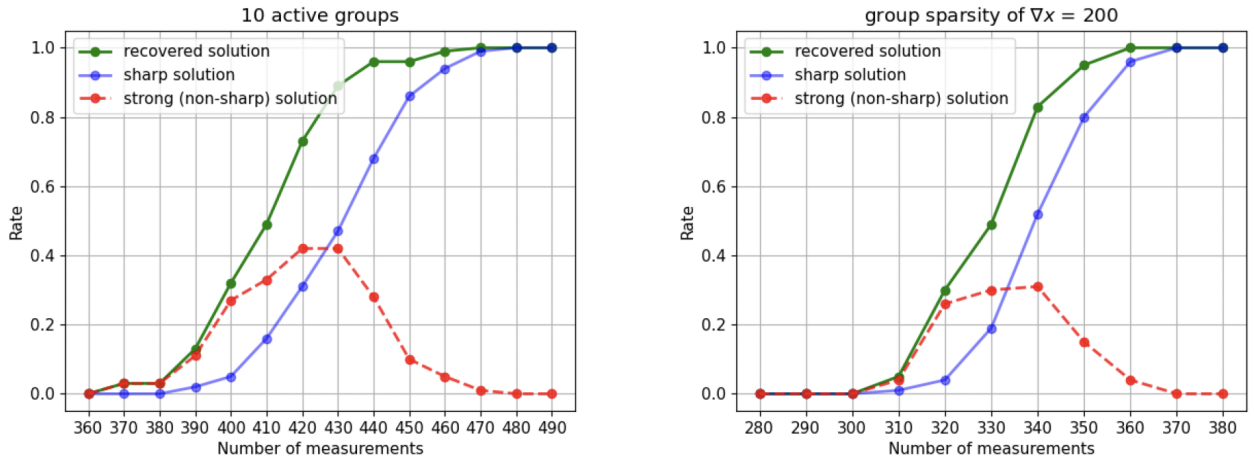 10 active groups
recovered solution
sharp solution
strong (non-sharp) solution
1.0
0.8
0.6
0.4
0.2
0.0
Rate
360 370 380 390 400 410 420 430 440 450 460 470 480 490
Number of measurements
group sparsity of ∇x = 200
recovered solution
sharp solution
strong (non-sharp) solution
1.0
0.8
0.6
0.4
0.2
0.0
Rate
280 290 300 310 320 330 340 350 360 370 380
Number of measurements